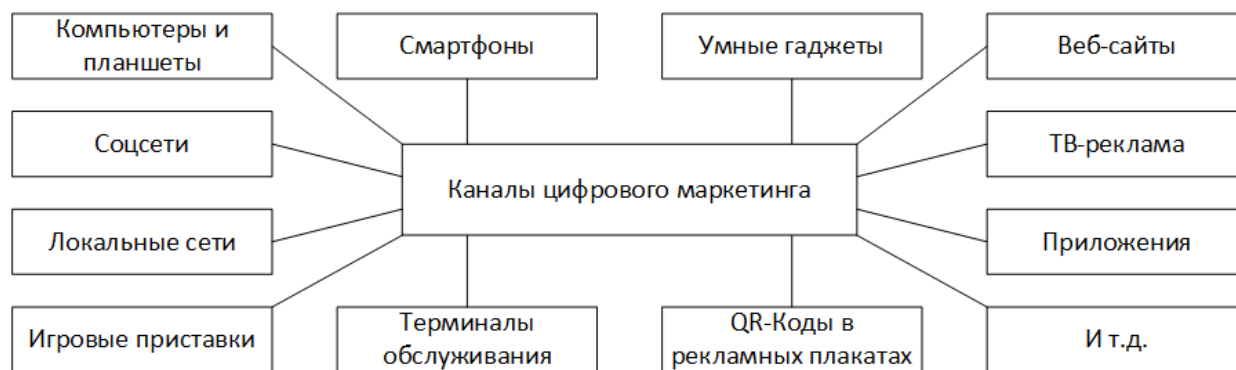 Компьютеры и
планшеты
Смартфоны
Умные гаджеты
Веб-сайты
Соцсети
ТВ-реклама
Каналы цифрового маркетинга
Локальные сети
Приложения
Игровые приставки
Терминалы
обслуживания
QR-Коды в
рекламных плакатах
И т.д.